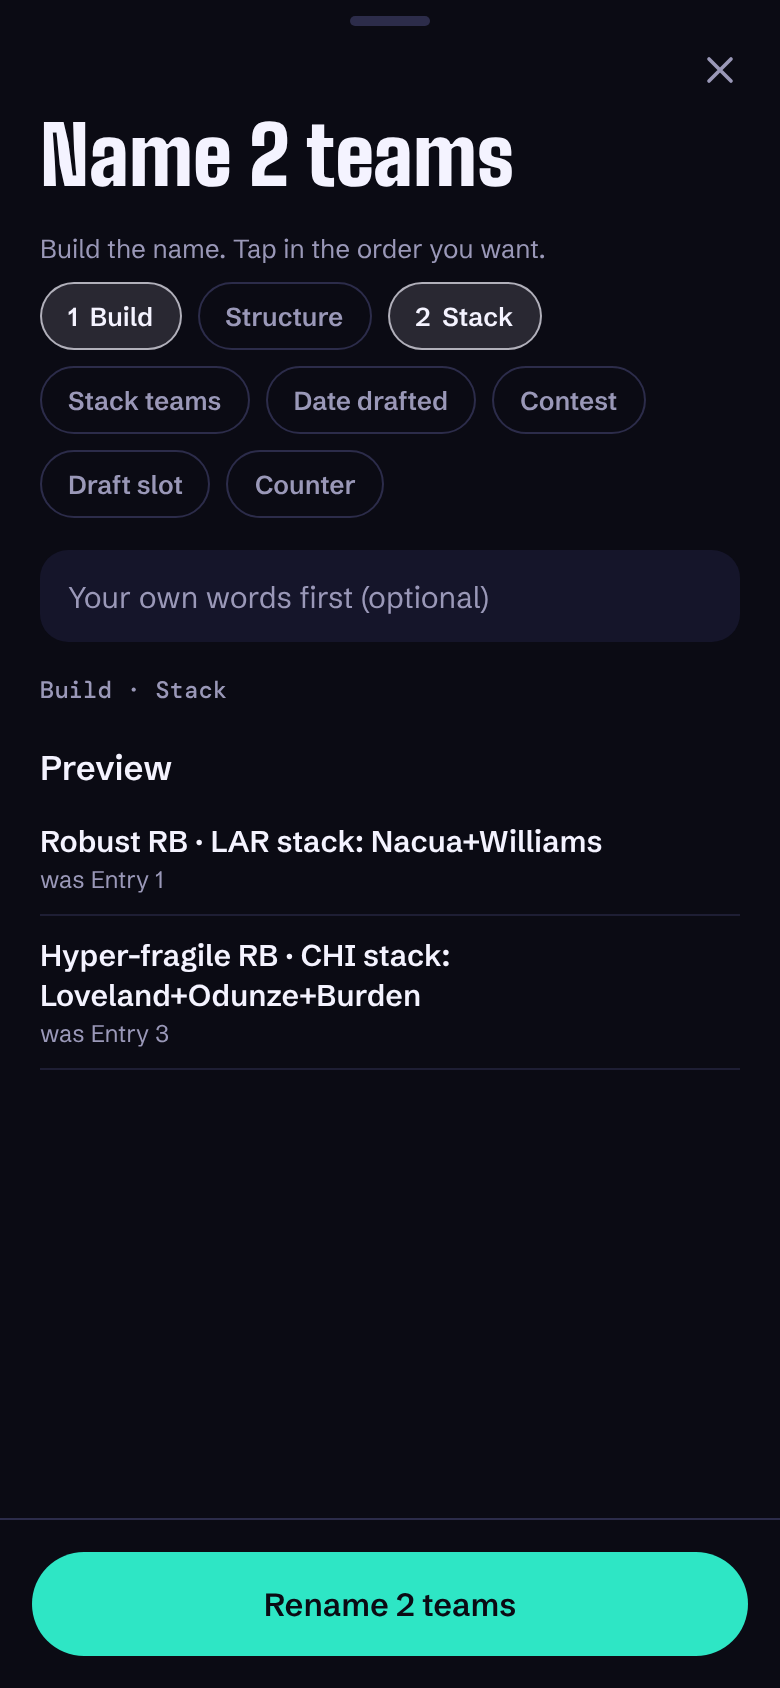 Name 2 teams
Build the name. Tap in the order you want.
1 Build
Structure
2 Stack
Stack teams
Date drafted
Contest
Draft slot
Counter
Your own words first (optional)
Build · Stack
Preview
Robust RB · LAR stack: Nacua+Williams
was Entry 1
Hyper-fragile RB · CHI stack:
Loveland+Odunze+Burden
was Entry 3
Rename 2 teams